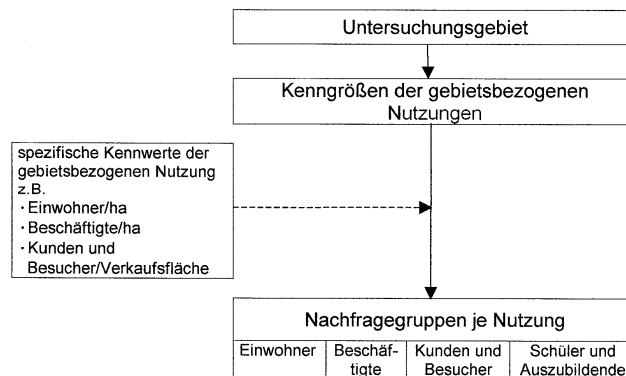 Untersuchungsgebiet
Kenngrößen der gebietsbezogenen
Nutzungen
spezifische Kennwerte der
gebietsbezogenen Nutzung
z.B.
· Einwohner/ha
· Beschäftigte/ha
· Kunden und
Besucher/Verkaufsfläche
Nachfragegruppen je Nutzung
Einwohner
Beschäf-
tigte
Kunden und
Besucher
Schüler und
Auszubildende